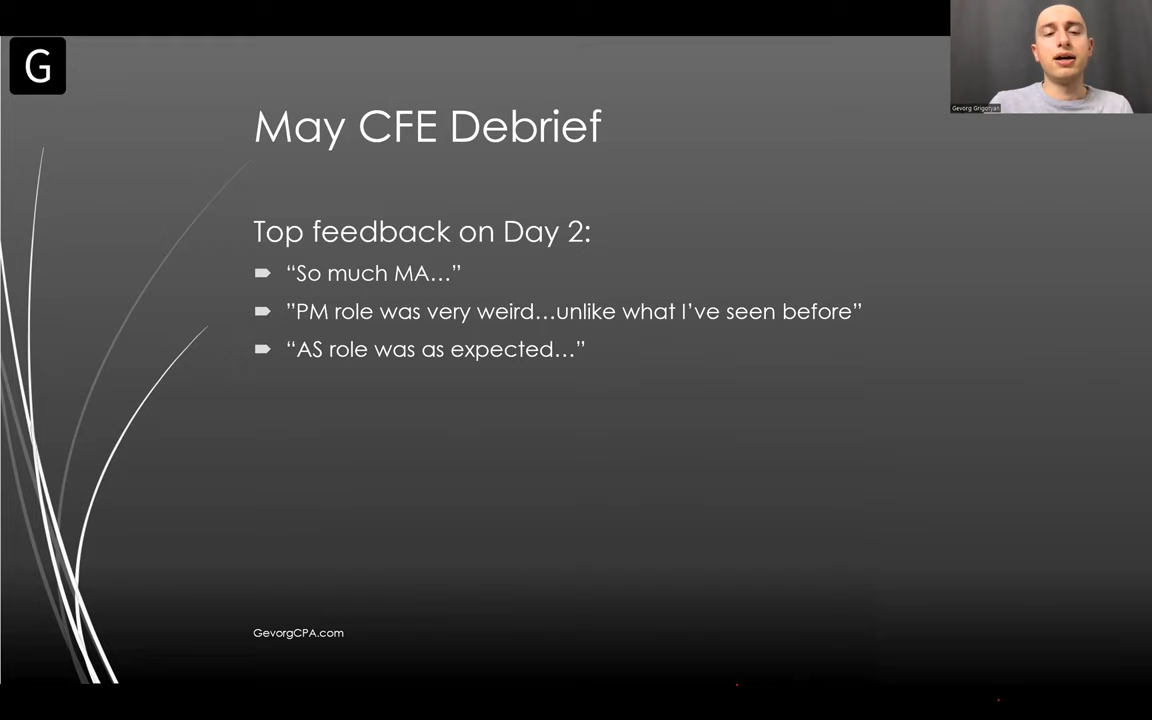 G
Gevorg Grigoryan
May CFE Debrief
Top feedback on Day 2:
“So much MA…”
”PM role was very weird…unlike what I’ve seen before”
“AS role was as expected…”
GevorgCPA.com